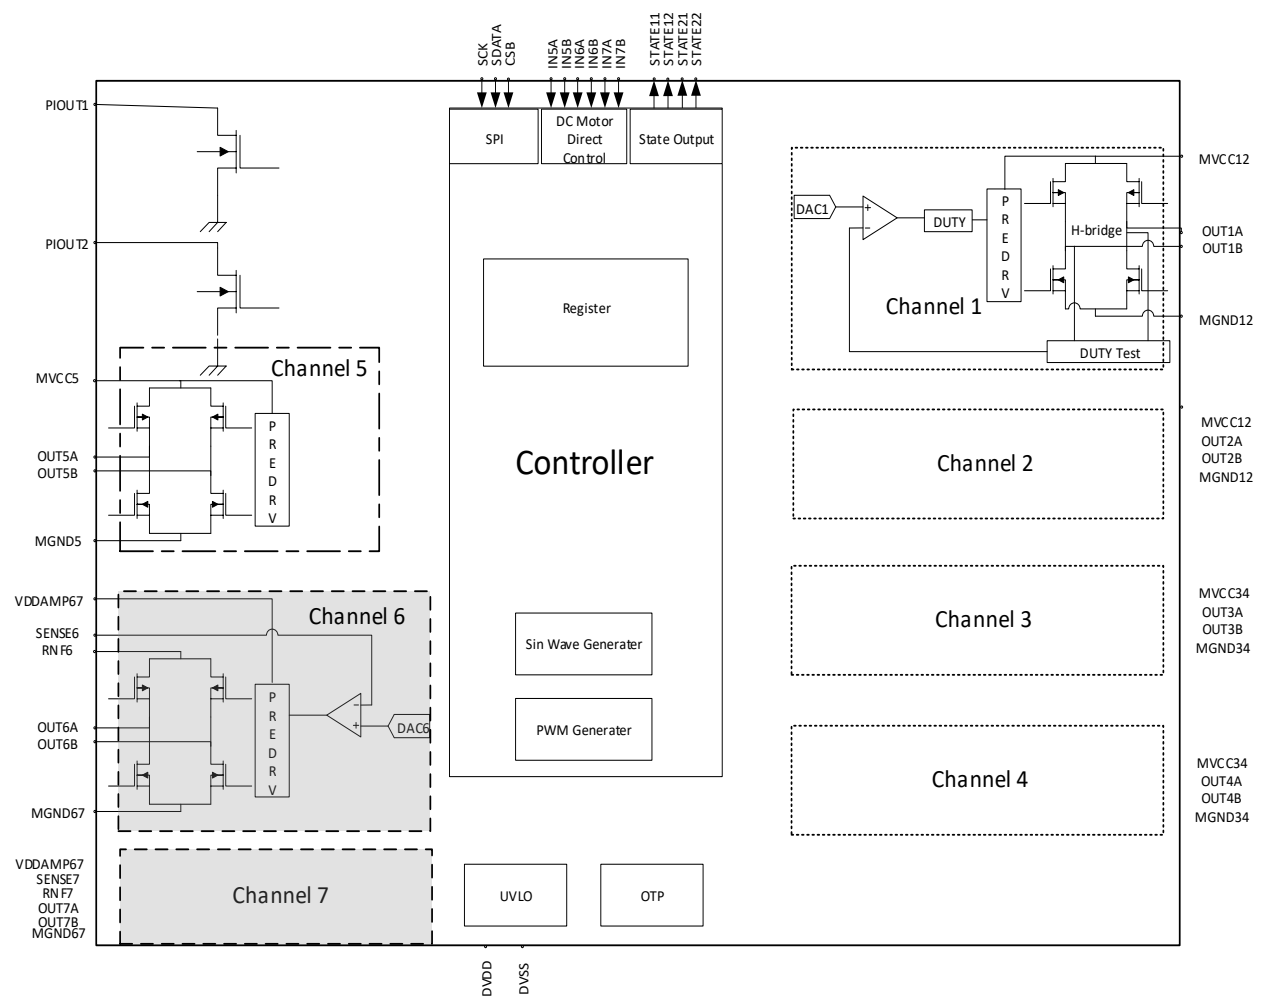 SCK
SDATA
CSB
IN5A
IN5B
IN6A
IN6B
IN7A
IN7B
STATE11
STATE12
STATE21
STATE22
SPI
DC Motor
Direct
Control
State Output
PIOUT1
PIOUT2
Register
Controller
Sin Wave Generater
PWM Generater
UVLO
OTP
DVDD
DVSS
Channel 5
MVCC5
OUT5A
OUT5B
MGND5
P
R
E
D
R
V
Channel 6
VDDAMP67
SENSE6
RNF6
OUT6A
OUT6B
MGND67
P
R
E
D
R
V
DAC6
Channel 7
VDDAMP67
SENSE7
RNF7
OUT7A
OUT7B
MGND67
DAC1
DUTY
P
R
E
D
R
V
H-bridge
Channel 1
DUTY Test
MVCC12
OUT1A
OUT1B
MGND12
Channel 2
MVCC12
OUT2A
OUT2B
MGND12
Channel 3
MVCC34
OUT3A
OUT3B
MGND34
Channel 4
MVCC34
OUT4A
OUT4B
MGND34